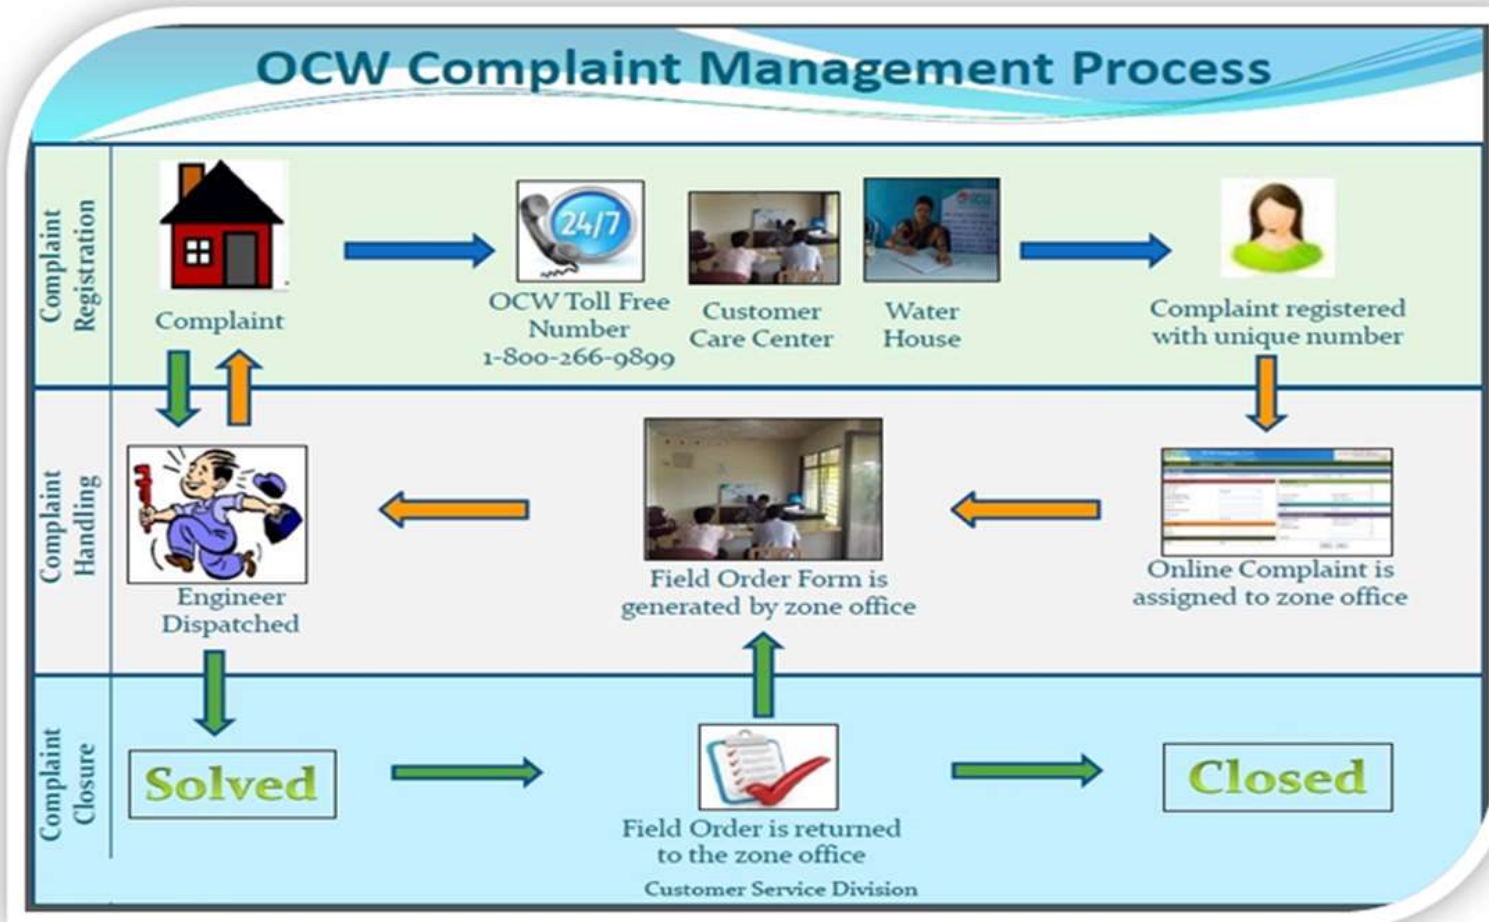 OCW Complaint Management Process
Complaint
Registration
Complaint
24/7
OCW Toll Free
Number
1-800-266-9899
Customer
Care Center
Water
House
Complaint registered
with unique number
Complaint
Handling
Engineer
Dispatched
Field Order Form is
generated by zone office
Online Complaint is
assigned to zone office
Complaint
Closure
Solved
Field Order is returned
to the zone office
Closed
Customer Service Division